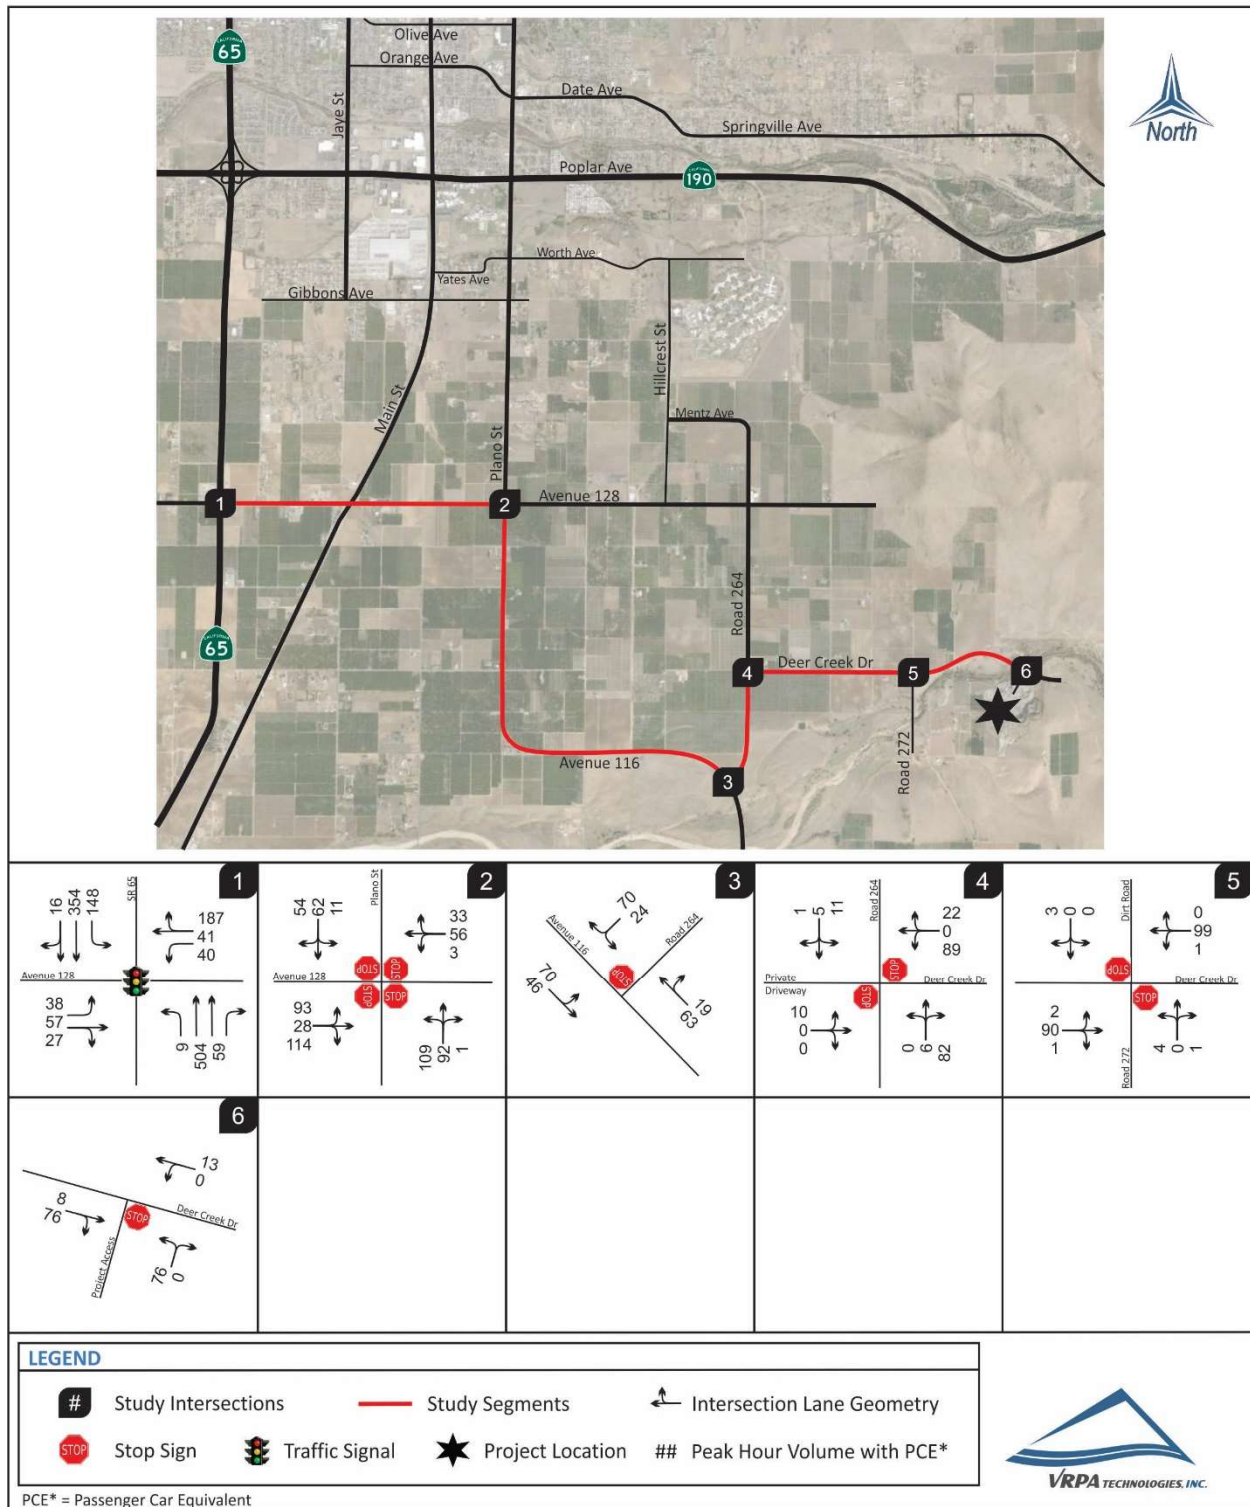 CALIFORNIA
65
Olive Ave
Orange Ave
Jaye St
Date Ave
Springville Ave
North
Poplar Ave
CALIFORNIA
190
Worth Ave
Yates Ave
Gibbons Ave
Hillcrest St
Main St
Mentz Ave
Plano St
1
2
Avenue 128
Road 264
CALIFORNIA
65
4
Deer Creek Dr
5
6
Avenue 116
3
Road 272
1
16
354
148
SR 65
187
41
40
Avenue 128
38
57
27
9
504
59
2
54
62
11
Plano St
33
56
3
Avenue 128
STOP
STOP
STOP
STOP
93
28
114
109
92
1
3
70
24
Avenue 116
Road 264
STOP
70
46
19
63
4
1
5
11
Road 264
22
0
89
STOP
Private
Driveway
Deer Creek Dr
STOP
10
0
0
0
6
82
5
3
0
0
Dirt Road
0
99
1
STOP
Deer Creek Dr
STOP
2
90
1
Road 272
4
0
1
6
13
0
8
76
STOP
Deer Creek Dr
Project Access
76
0
LEGEND
# Study Intersections
Study Segments
Intersection Lane Geometry
STOP Stop Sign
Traffic Signal
Project Location
## Peak Hour Volume with PCE*
VRPA TECHNOLOGIES, INC.
PCE* = Passenger Car Equivalent